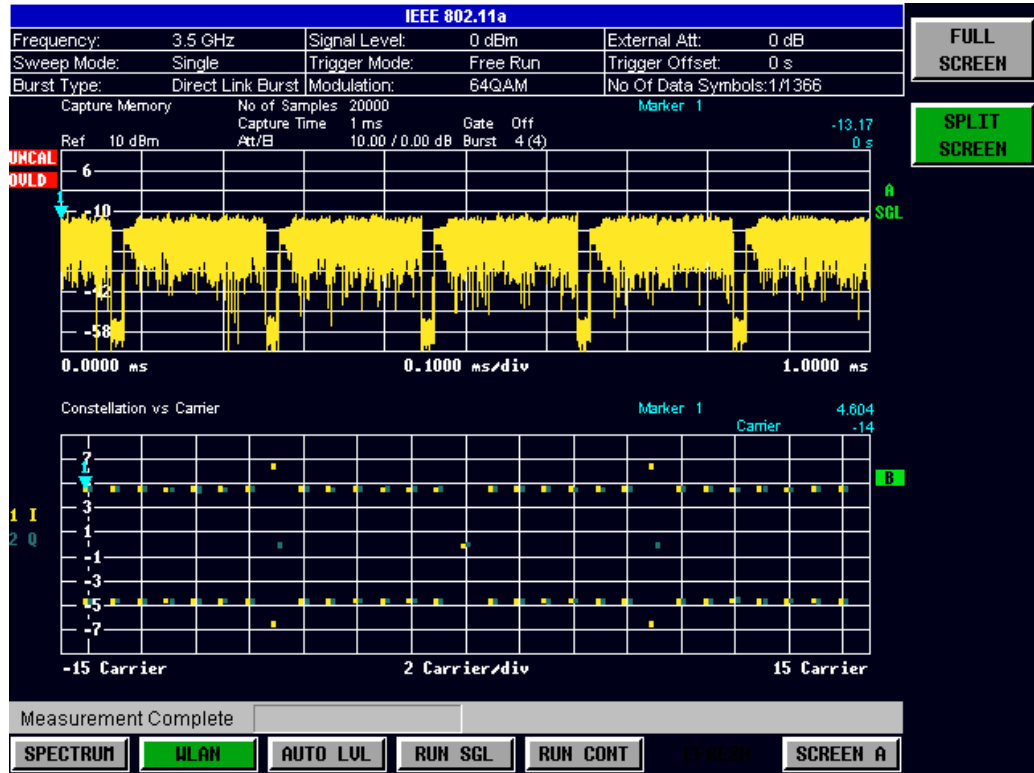 IEEE 802.11a
Frequency: 3.5 GHz Signal Level: 0 dBm External Att: 0 dB
Sweep Mode: Single Trigger Mode: Free Run Trigger Offset: 0 s
Burst Type: Direct Link Burst Modulation: 64QAM No Of Data Symbols:1/1366
FULL SCREEN
SPLIT SCREEN
Capture Memory No of Samples 20000 Marker 1
Capture Time 1 ms Gate Off -13.17
Ref 10 dBm Att/El 10.00 / 0.00 dB Burst 4 (4) 0 s
UNCAL
OVLD
6
1
-10
A
SGL
-42
-58
0.0000 ms 0.1000 ms/div 1.0000 ms
Constellation vs Carrier Marker 1 4.604
Carrier -14
7
1
B
3
1 I
1
2 Q
-1
-3
-5
-7
-15 Carrier 2 Carrier/div 15 Carrier
Measurement Complete
SPECTRUM WLAN AUTO LVL RUN SGL RUN CONT REFRESH SCREEN A